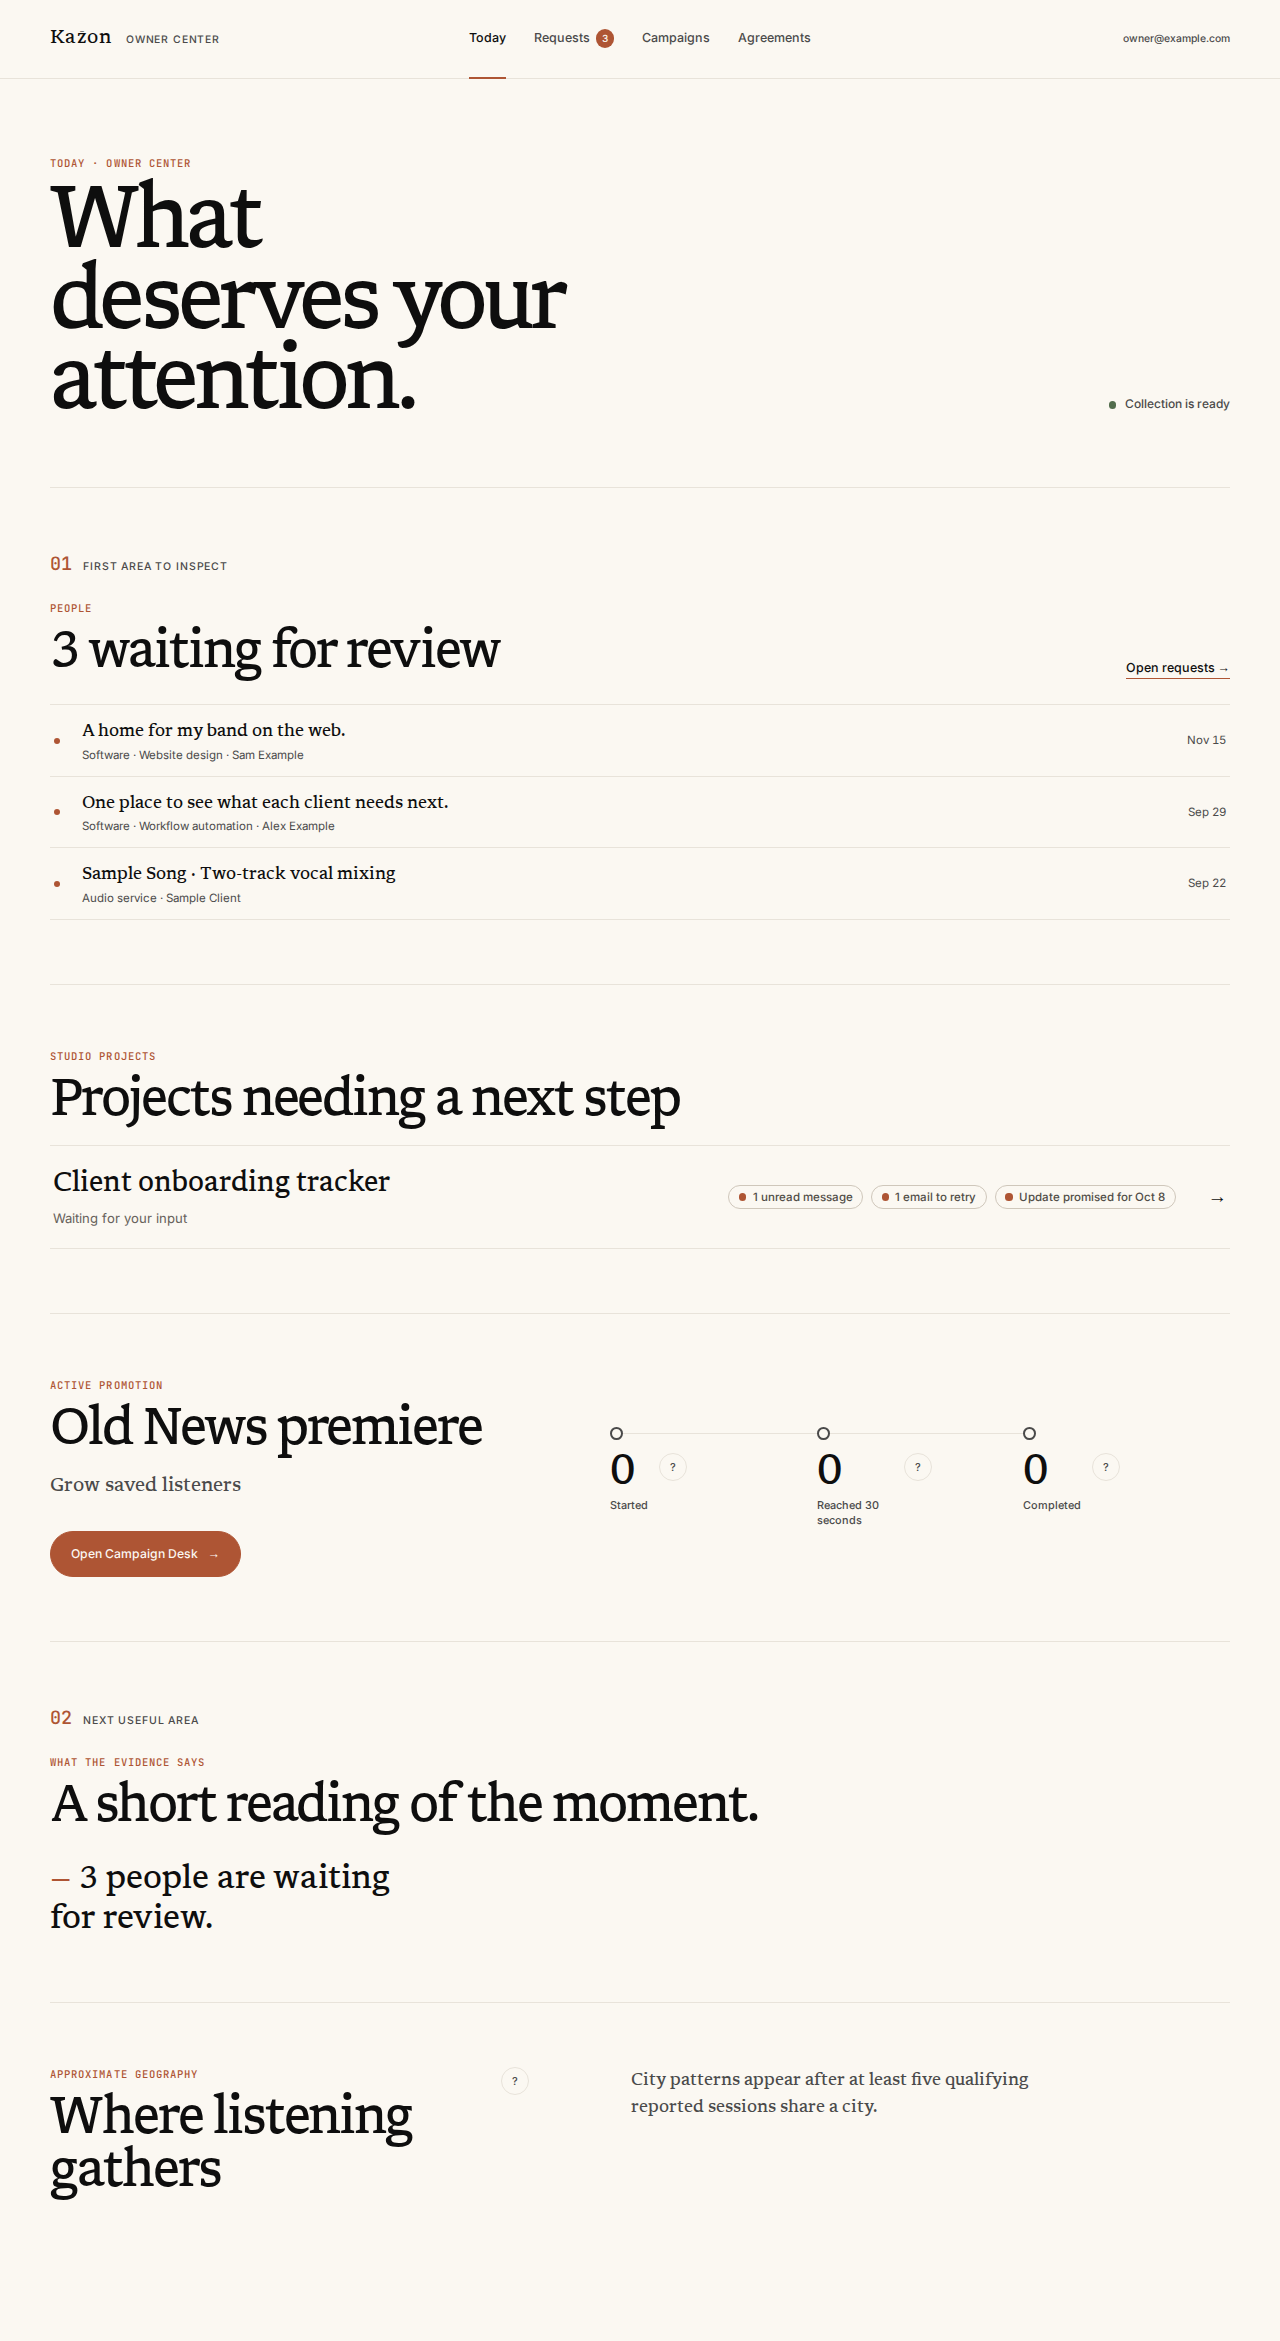 Kažon OWNER CENTER
Today Requests 3 Campaigns Agreements
owner@example.com
TODAY · OWNER CENTER
What
deserves your
attention.
Collection is ready
01 FIRST AREA TO INSPECT
PEOPLE
3 waiting for review
Open requests →
A home for my band on the web.
Software · Website design · Sam Example
Nov 15
One place to see what each client needs next.
Software · Workflow automation · Alex Example
Sep 29
Sample Song · Two-track vocal mixing
Audio service · Sample Client
Sep 22
STUDIO PROJECTS
Projects needing a next step
Client onboarding tracker
Waiting for your input
1 unread message 1 email to retry Update promised for Oct 8 →
ACTIVE PROMOTION
Old News premiere
Grow saved listeners
Open Campaign Desk →
0 ?
Started
0 ?
Reached 30
seconds
0 ?
Completed
02 NEXT USEFUL AREA
WHAT THE EVIDENCE SAYS
A short reading of the moment.
— 3 people are waiting
for review.
APPROXIMATE GEOGRAPHY
Where listening
gathers
?
City patterns appear after at least five qualifying
reported sessions share a city.